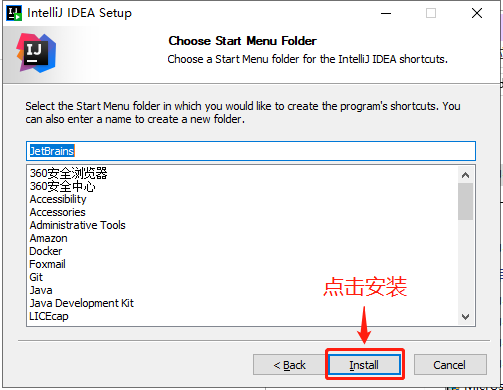 IntelliJ IDEA Setup
IJ
Choose Start Menu Folder
Choose a Start Menu folder for the IntelliJ IDEA shortcuts.
Select the Start Menu folder in which you would like to create the program's shortcuts. You
can also enter a name to create a new folder.
JetBrains
360安全浏览器
360安全中心
Accessibility
Accessories
Administrative Tools
Amazon
Docker
Foxmail
Git
Java
Java Development Kit
LICEcap
点击安装
< Back
Install
Cancel